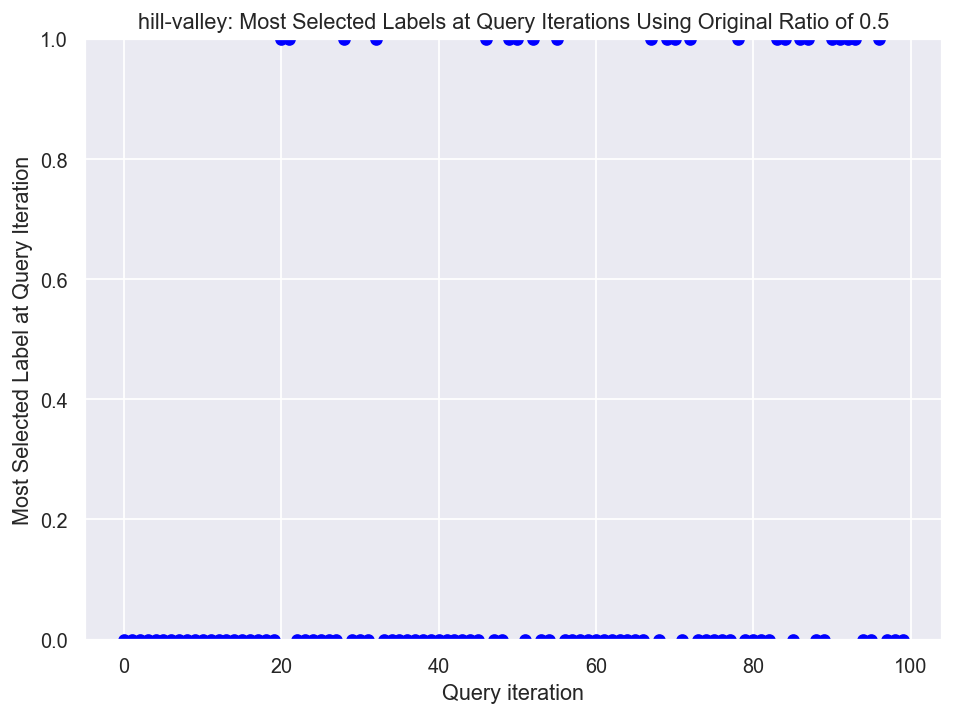 hill-valley: Most Selected Labels at Query Iterations Using Original Ratio of 0.5
Most Selected Label at Query Iteration
1.0
0.8
0.6
0.4
0.2
0.0
0 20 40 60 80 100
Query iteration